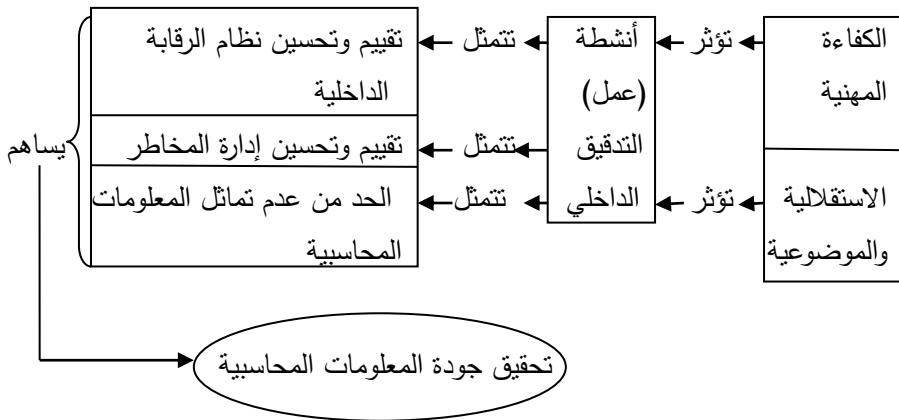 الكفاءة
المهنية
الاستقلالية
والموضوعية
تؤثر
تؤثر
أنشطة
(عمل)
التدقيق
الداخلي
تتمثل
تتمثل
تتمثل
تقييم وتحسين نظام الرقابة
الداخلية
تقييم وتحسين إدارة المخاطر
الحد من عدم تماثل المعلومات
المحاسبية
يساهم
تحقيق جودة المعلومات المحاسبية